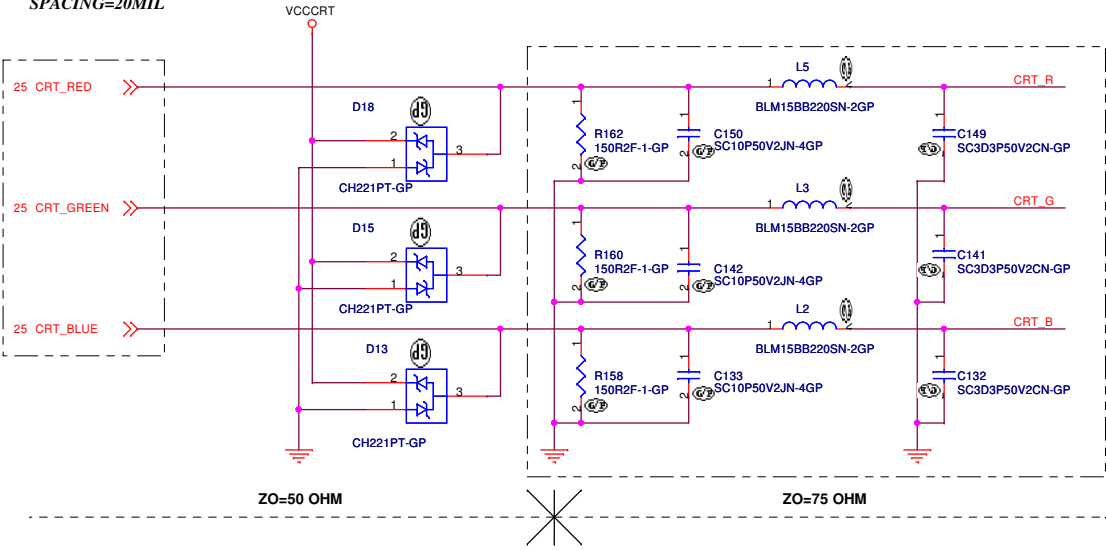 SPACING=20MIL
VCCCRT
25 CRT_RED
D18
2
1
3
CH221PT-GP
1
R162
150R2F-1-GP
2
1
C150
SC10P50V2JN-4GP
2
1
L5
2
BLM15BB220SN-2GP
CRT_R
1
C149
SC3D3P50V2CN-GP
25 CRT_GREEN
D15
2
1
3
CH221PT-GP
1
R160
150R2F-1-GP
2
1
C142
SC10P50V2JN-4GP
2
1
L3
2
BLM15BB220SN-2GP
CRT_G
1
C141
SC3D3P50V2CN-GP
25 CRT_BLUE
D13
2
1
3
CH221PT-GP
1
R158
150R2F-1-GP
2
1
C133
SC10P50V2JN-4GP
2
1
L2
2
BLM15BB220SN-2GP
CRT_B
1
C132
SC3D3P50V2CN-GP
ZO=50 OHM
ZO=75 OHM